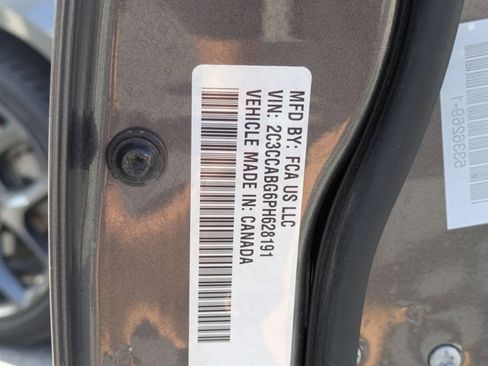 MFD BY: FCA US LLC
VIN: 2C3CCABG6PH628191
VEHICLE MADE IN: CANADA